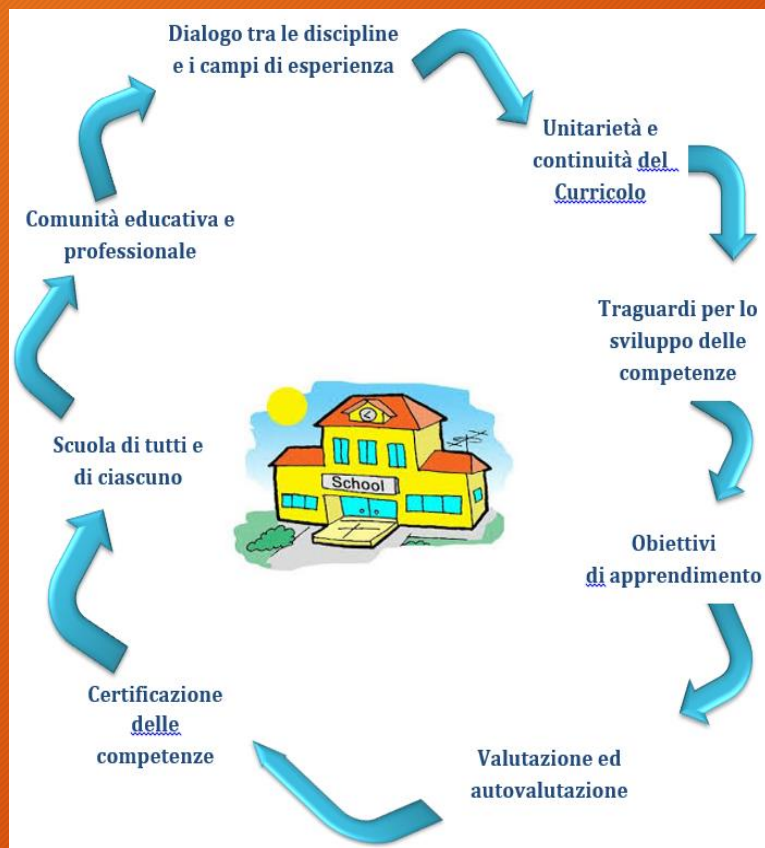 Dialogo tra le discipline
e i campi di esperienza
Unitarietà e
continuità del
Curricolo
Traguardi per lo
sviluppo delle
competenze
Obiettivi
di apprendimento
Valutazione ed
autovalutazione
Certificazione
delle
competenze
Scuola di tutti e
di ciascuno
Comunità educativa e
professionale
School